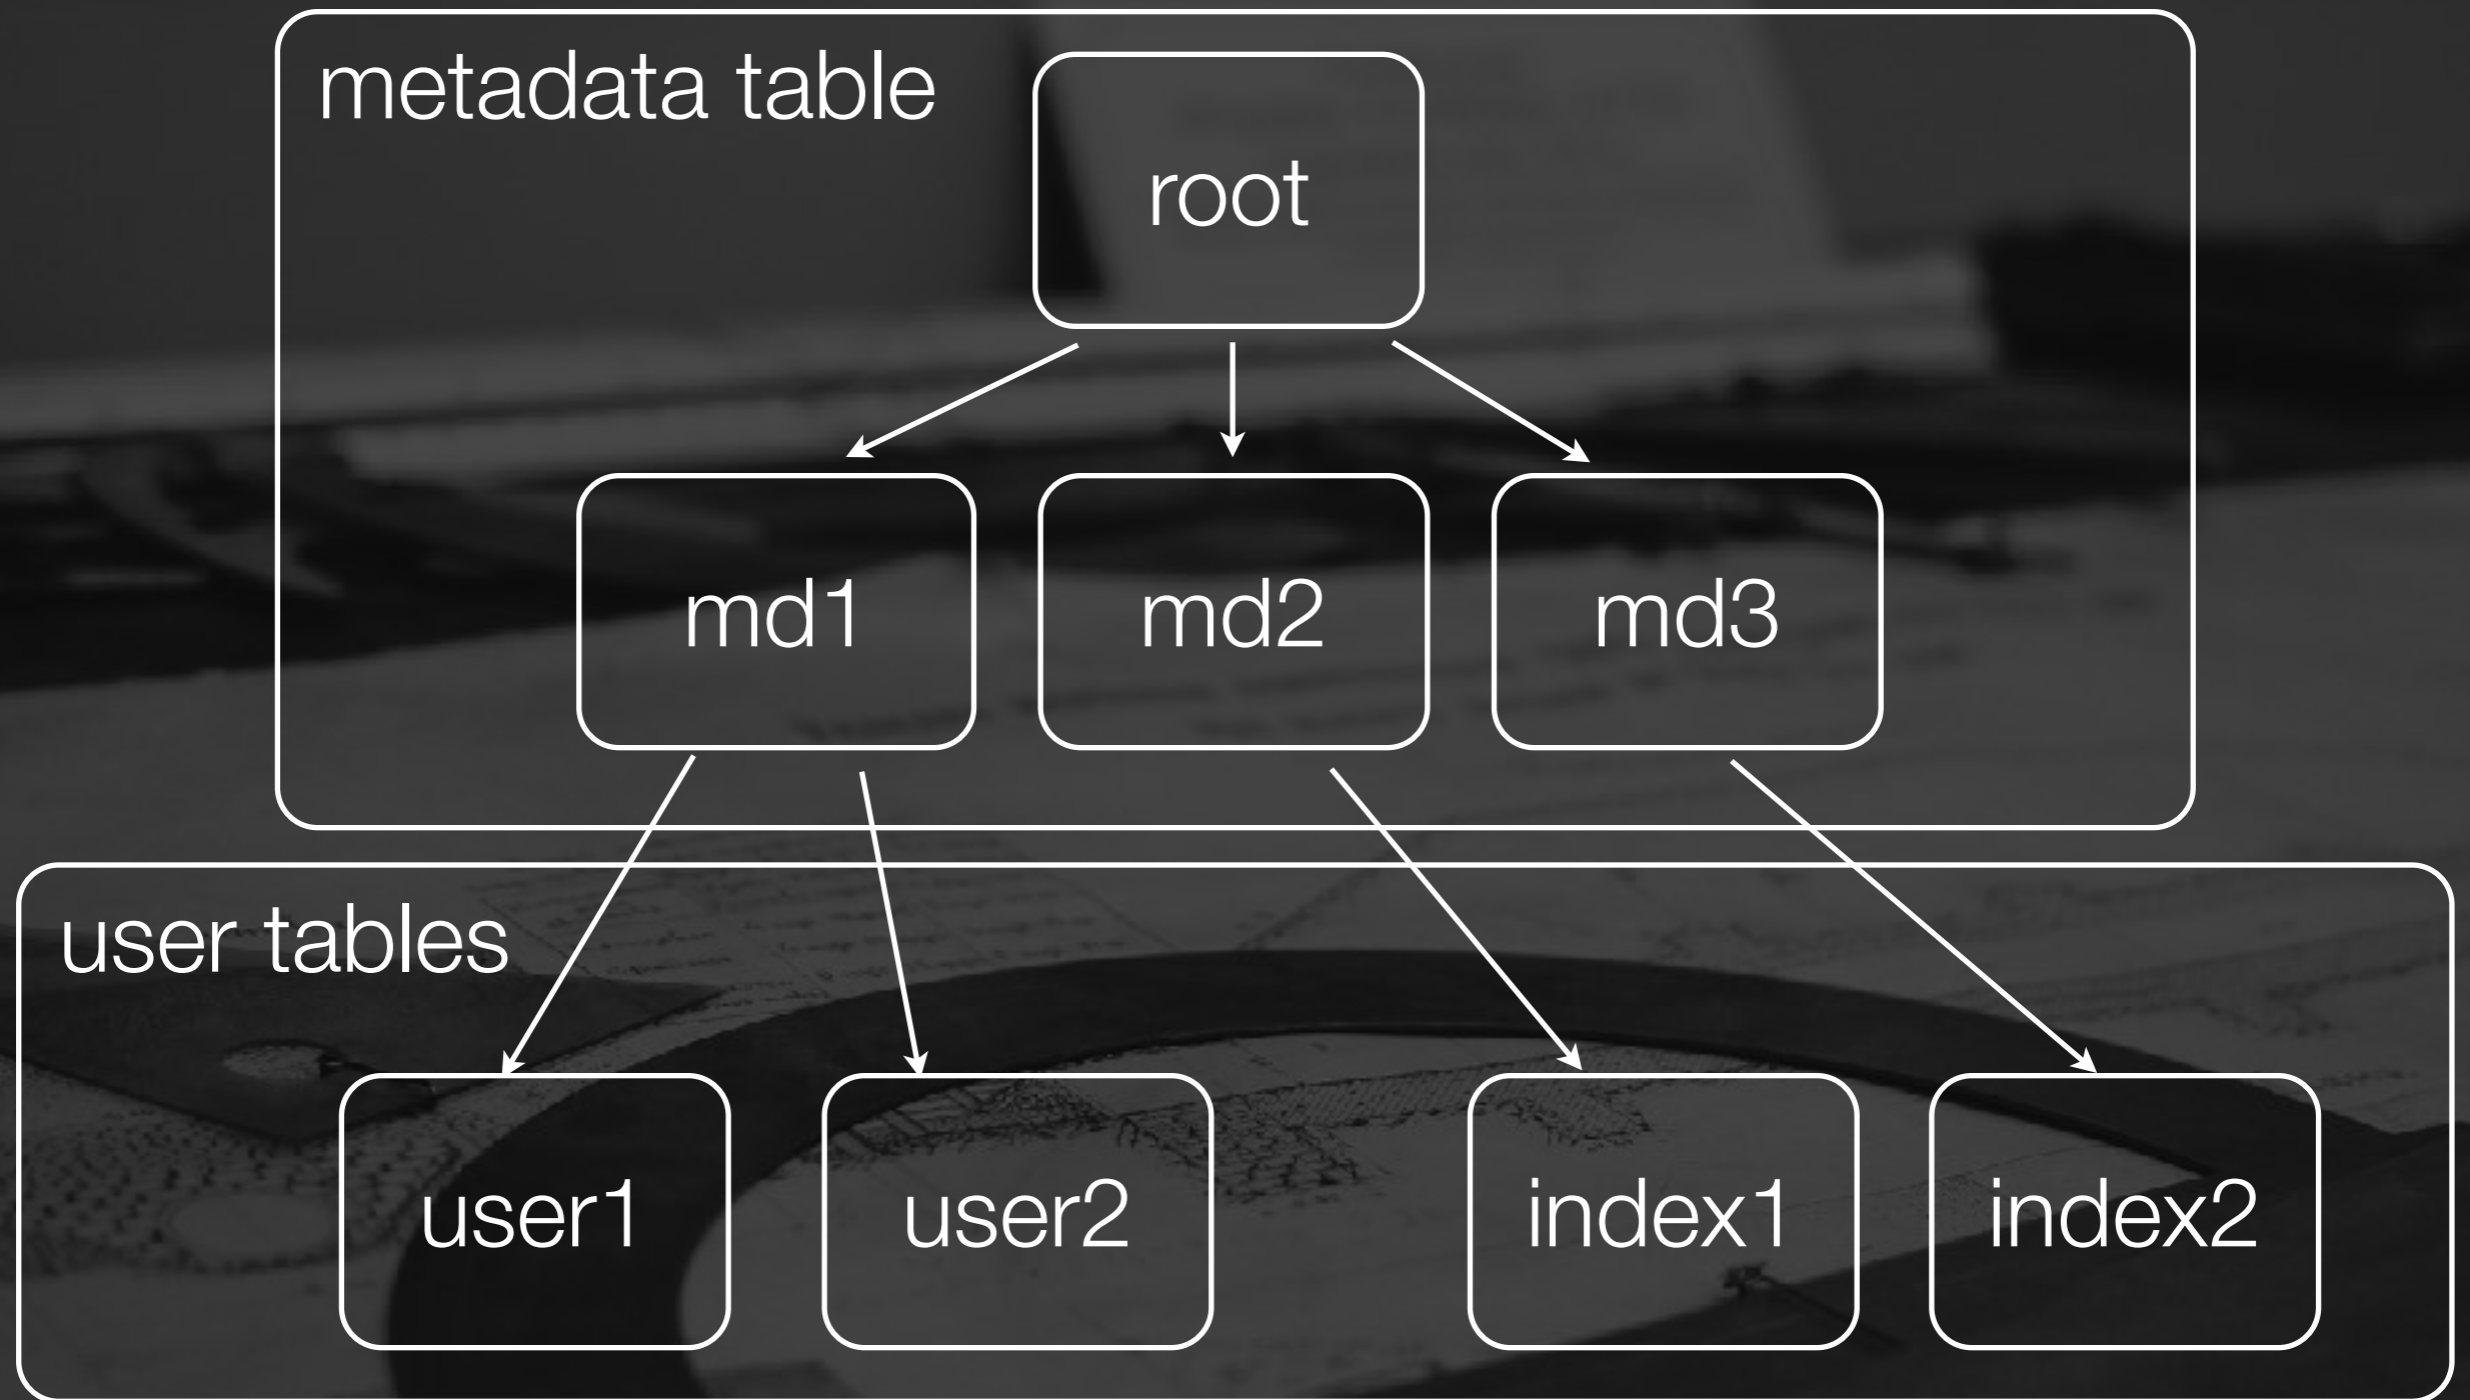 metadata table
root
md1 md2 md3
user tables
user1 user2 index1 index2